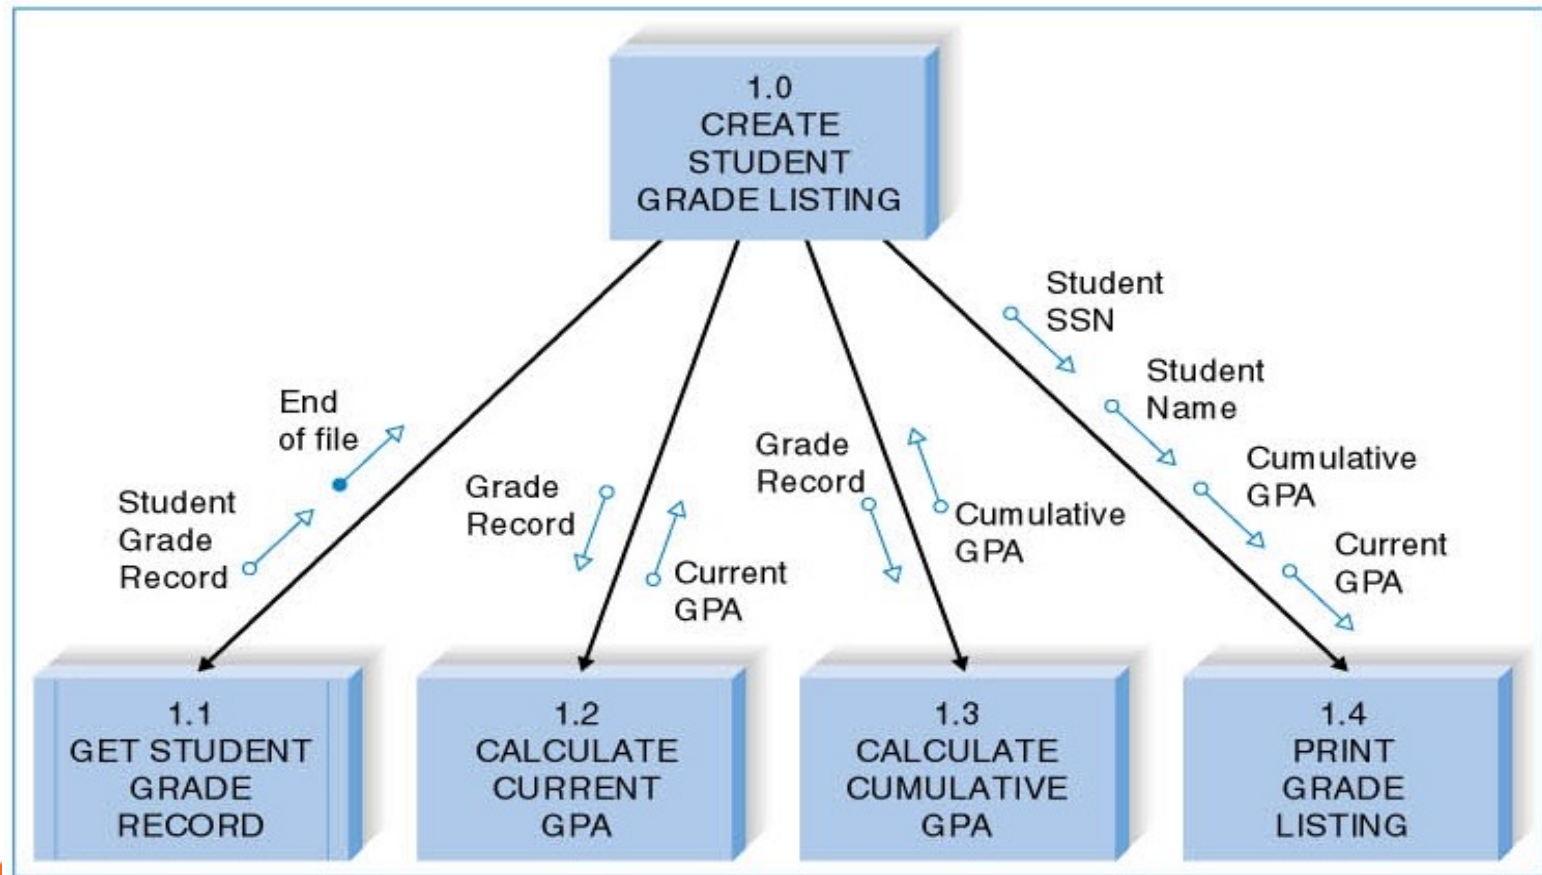 1.0
CREATE
STUDENT
GRADE LISTING
Student
SSN
Student
Name
Cumulative
GPA
Current
GPA
End
of file
Student
Grade
Record
Grade
Record
Current
GPA
Grade
Record
Cumulative
GPA
1.1
GET STUDENT
GRADE
RECORD
1.2
CALCULATE
CURRENT
GPA
1.3
CALCULATE
CUMULATIVE
GPA
1.4
PRINT
GRADE
LISTING